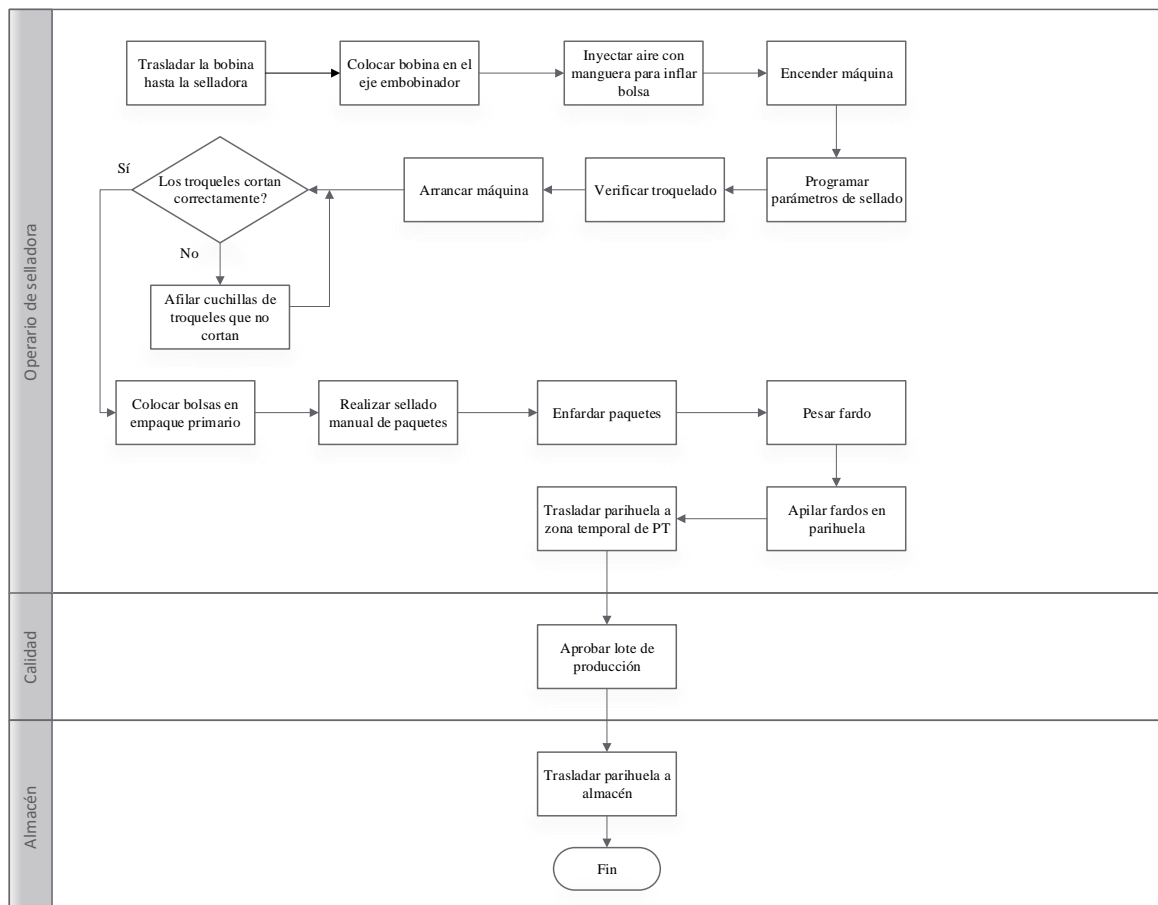 Operario de selladora
Trasladar la bobina
hasta la selladora
Colocar bobina en el
eje embobinador
Inyectar aire con
manguera para inflar
bolsa
Encender máquina
Programar
parámetros de sellado
Verificar troquelado
Arrancar máquina
Los troqueles cortan
correctamente?
Sí
No
Afilar cuchillas de
troqueles que no
cortan
Colocar bolsas en
empaque primario
Realizar sellado
manual de paquetes
Enfardar paquetes
Pesar fardo
Apilar fardos en
parihuela
Trasladar parihuela a
zona temporal de PT
Calidad
Aprobar lote de
producción
Almacén
Trasladar parihuela a
almacén
Fin